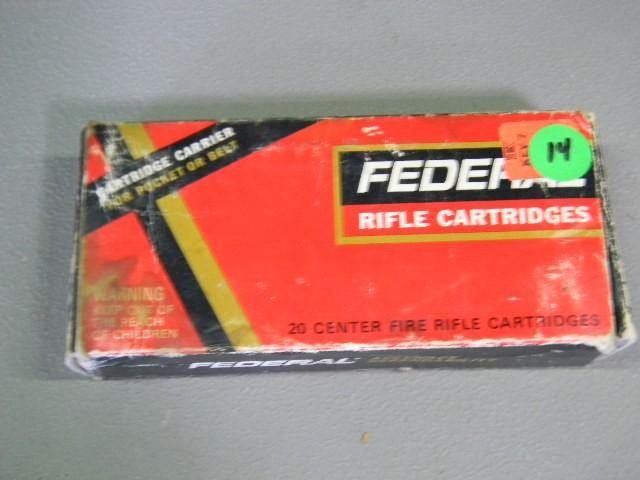 CARTRIDGE CARRIER
FOR POCKET OR BELT
FEDERAL
14
RIFLE CARTRIDGES
WARNING
KEEP OUT OF
THE REACH
OF CHILDREN
20 CENTER FIRE RIFLE CARTRIDGES
FEDERAL